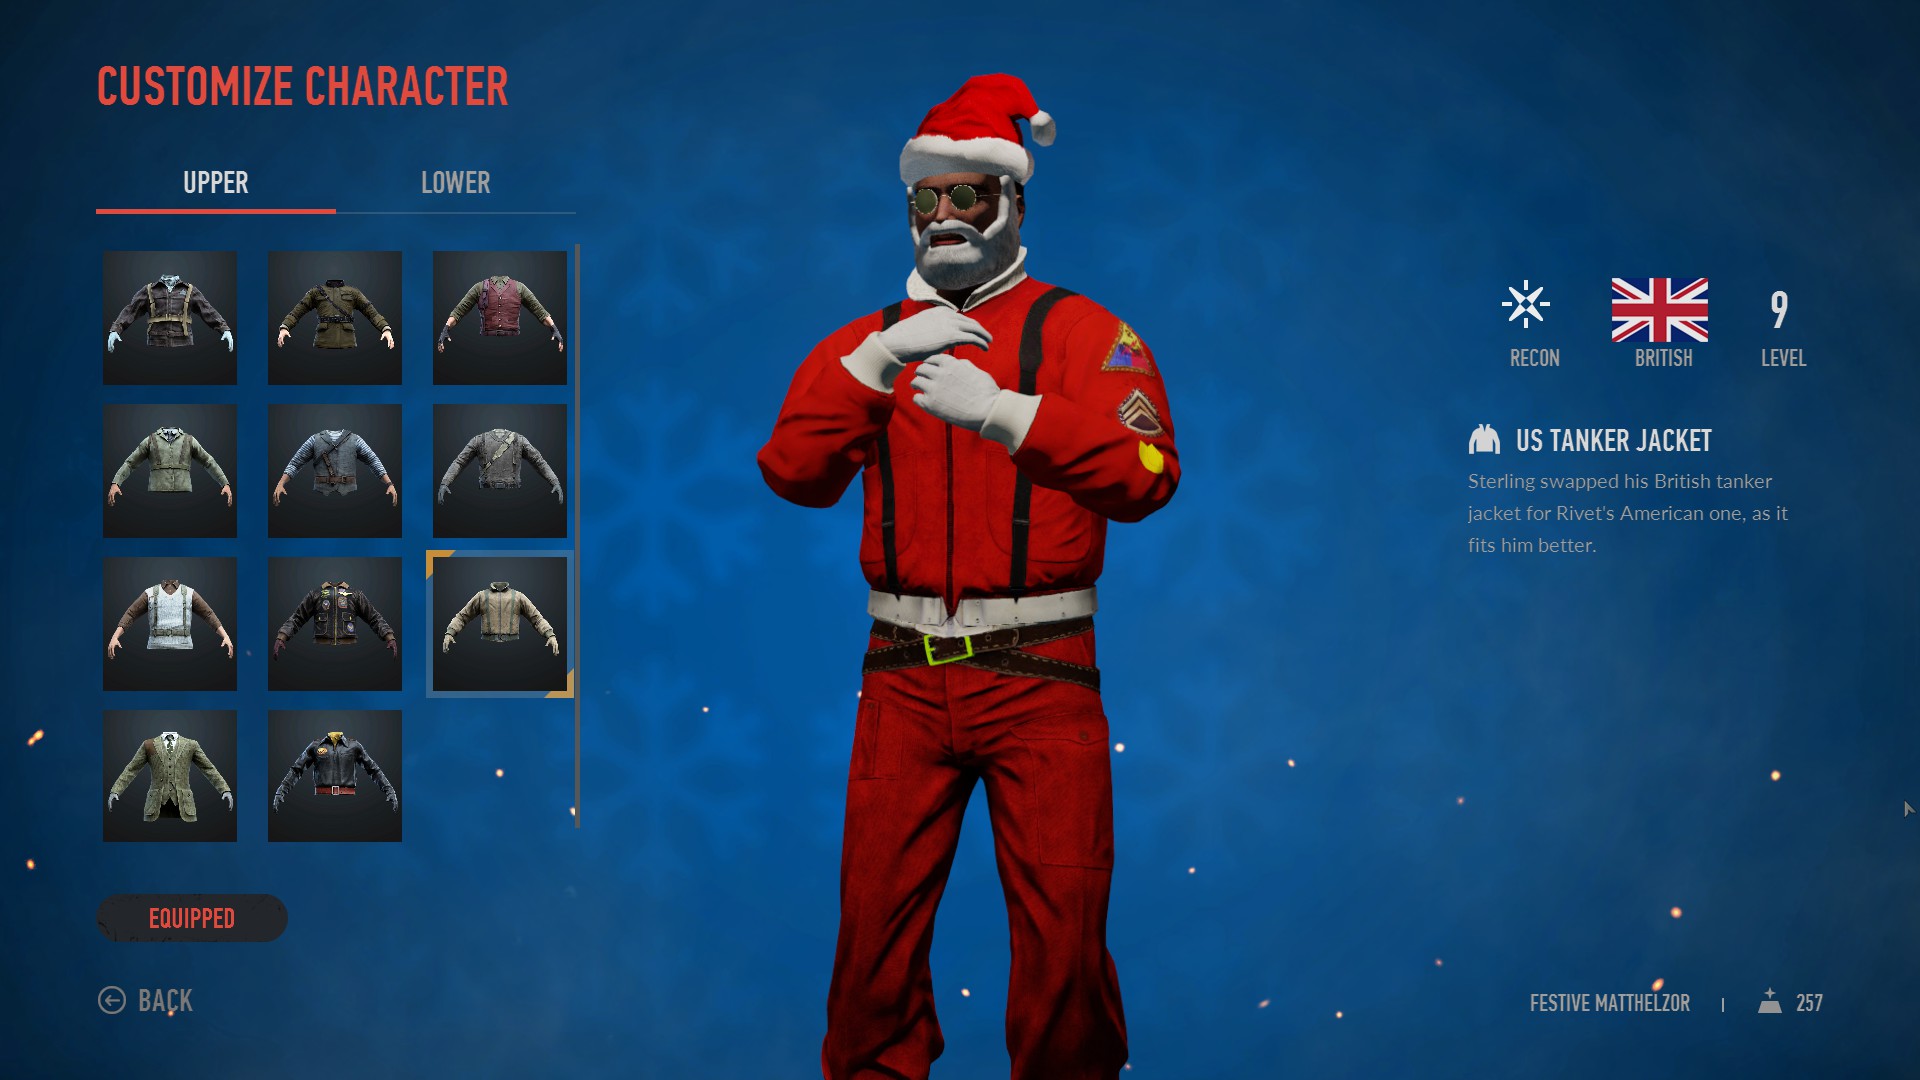 CUSTOMIZE CHARACTER
UPPER
LOWER
9
RECON
BRITISH
LEVEL
US TANKER JACKET
Sterling swapped his British tanker
jacket for Rivet's American one, as it
fits him better.
EQUIPPED
BACK
FESTIVE MATTHELZOR
257